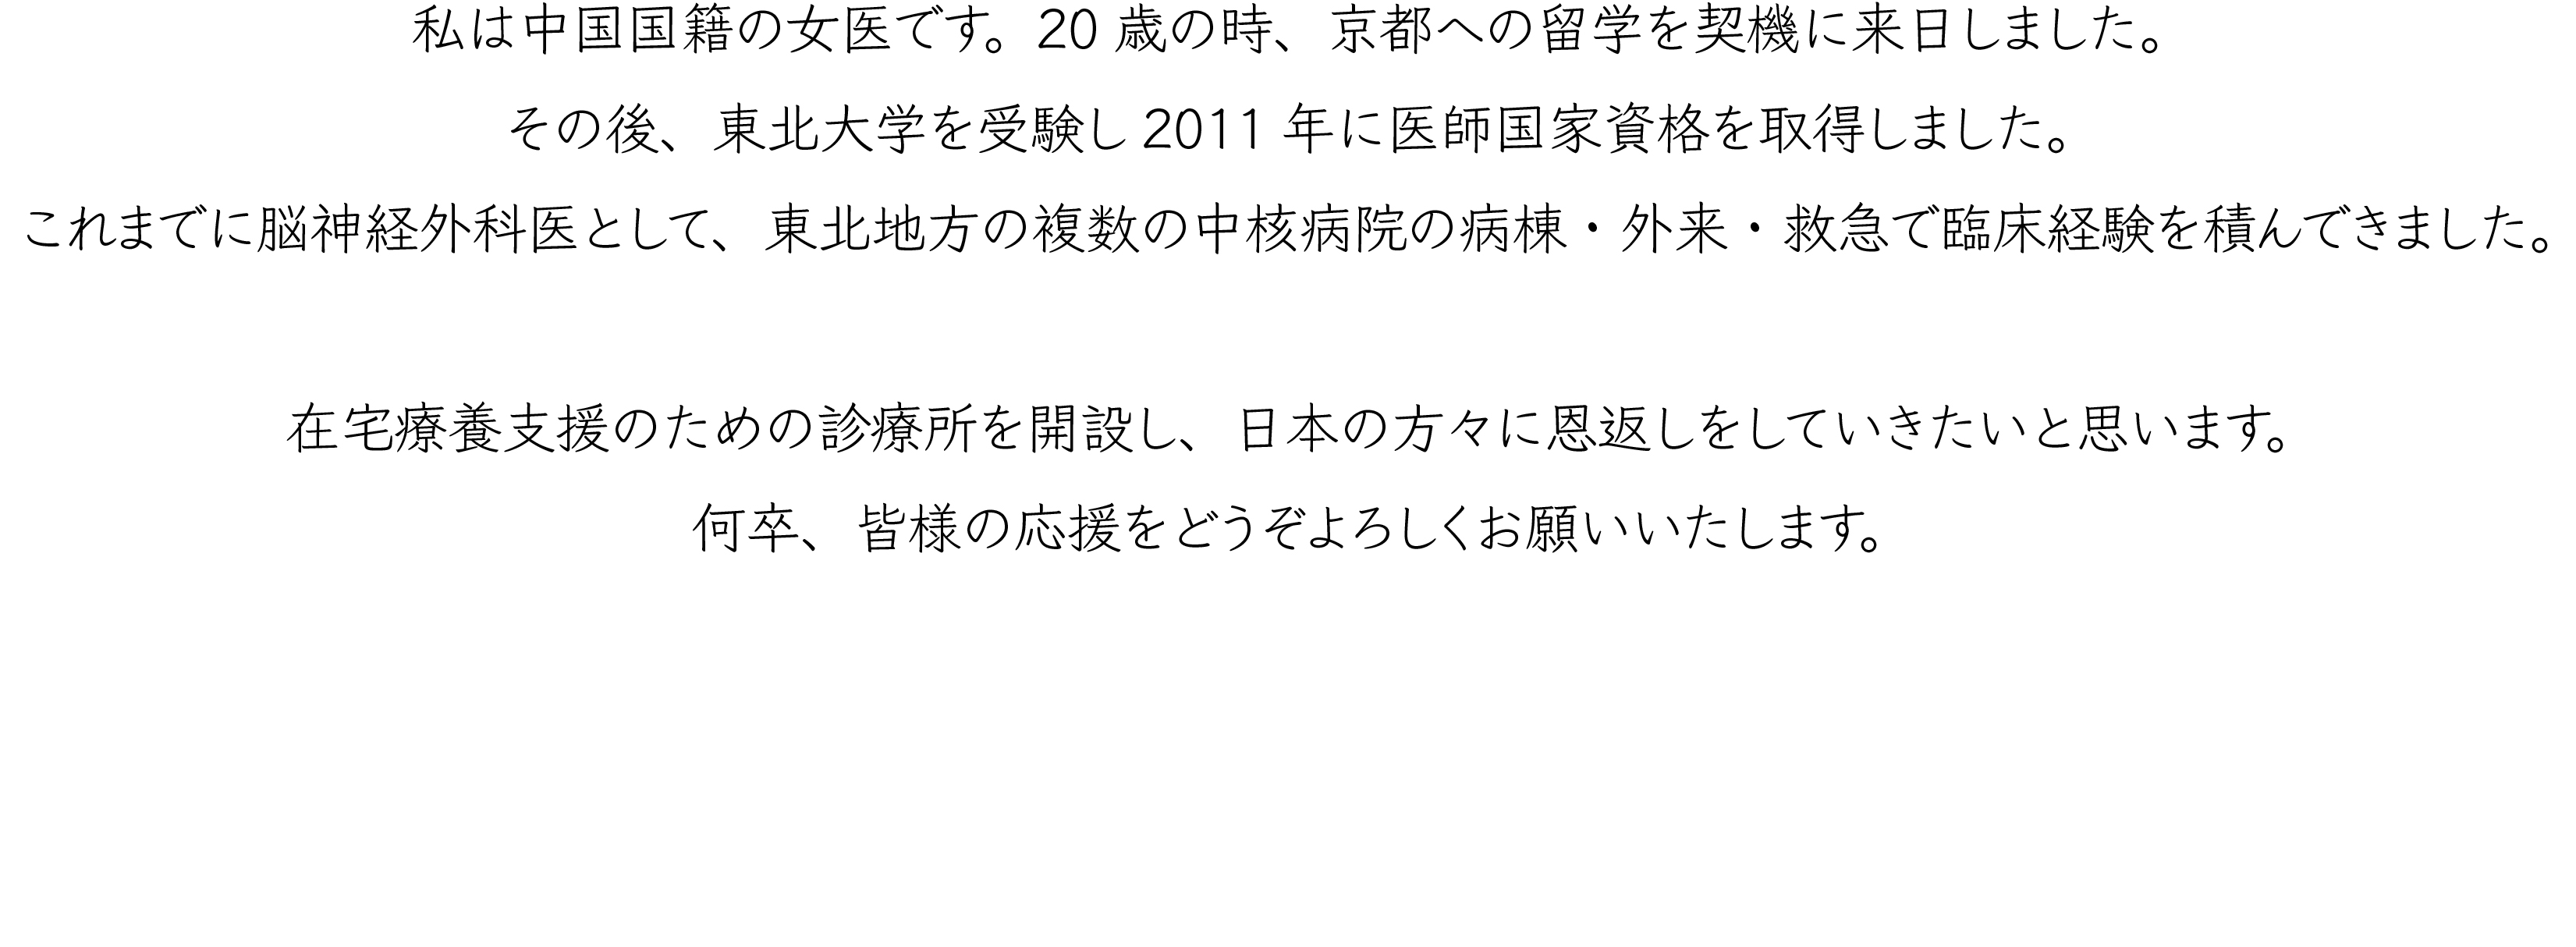 私は中国国籍の女医です。20 歳の時、京都への留学を契機に来日しました。
その後、東北大学を受験し 2011 年に医師国家資格を取得しました。
これまでに脳神経外科医として、東北地方の複数の中核病院の病棟・外来・救急で臨床経験を積んできました。
在宅療養支援のための診療所を開設し、日本の方々に恩返しをしていきたいと思います。
何卒、皆様の応援をどうぞよろしくお願いいたします。